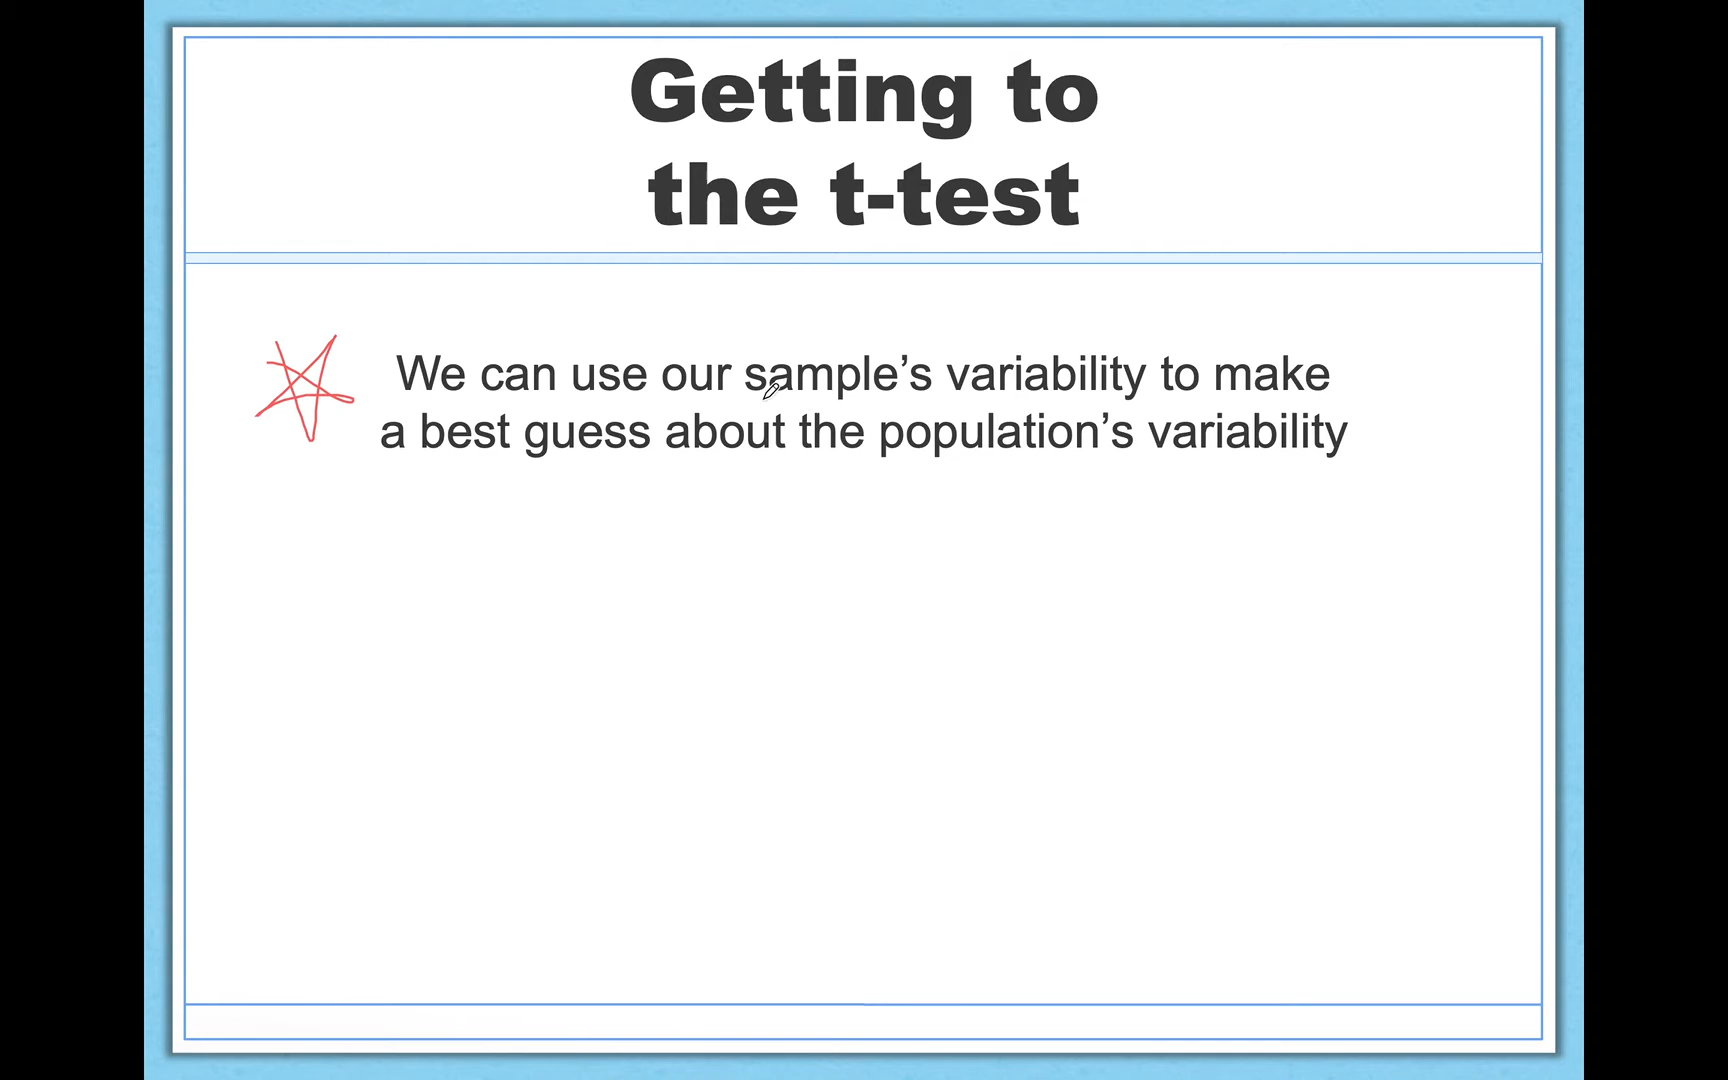 Getting to
the t-test
We can use our sample’s variability to make
a best guess about the population’s variability